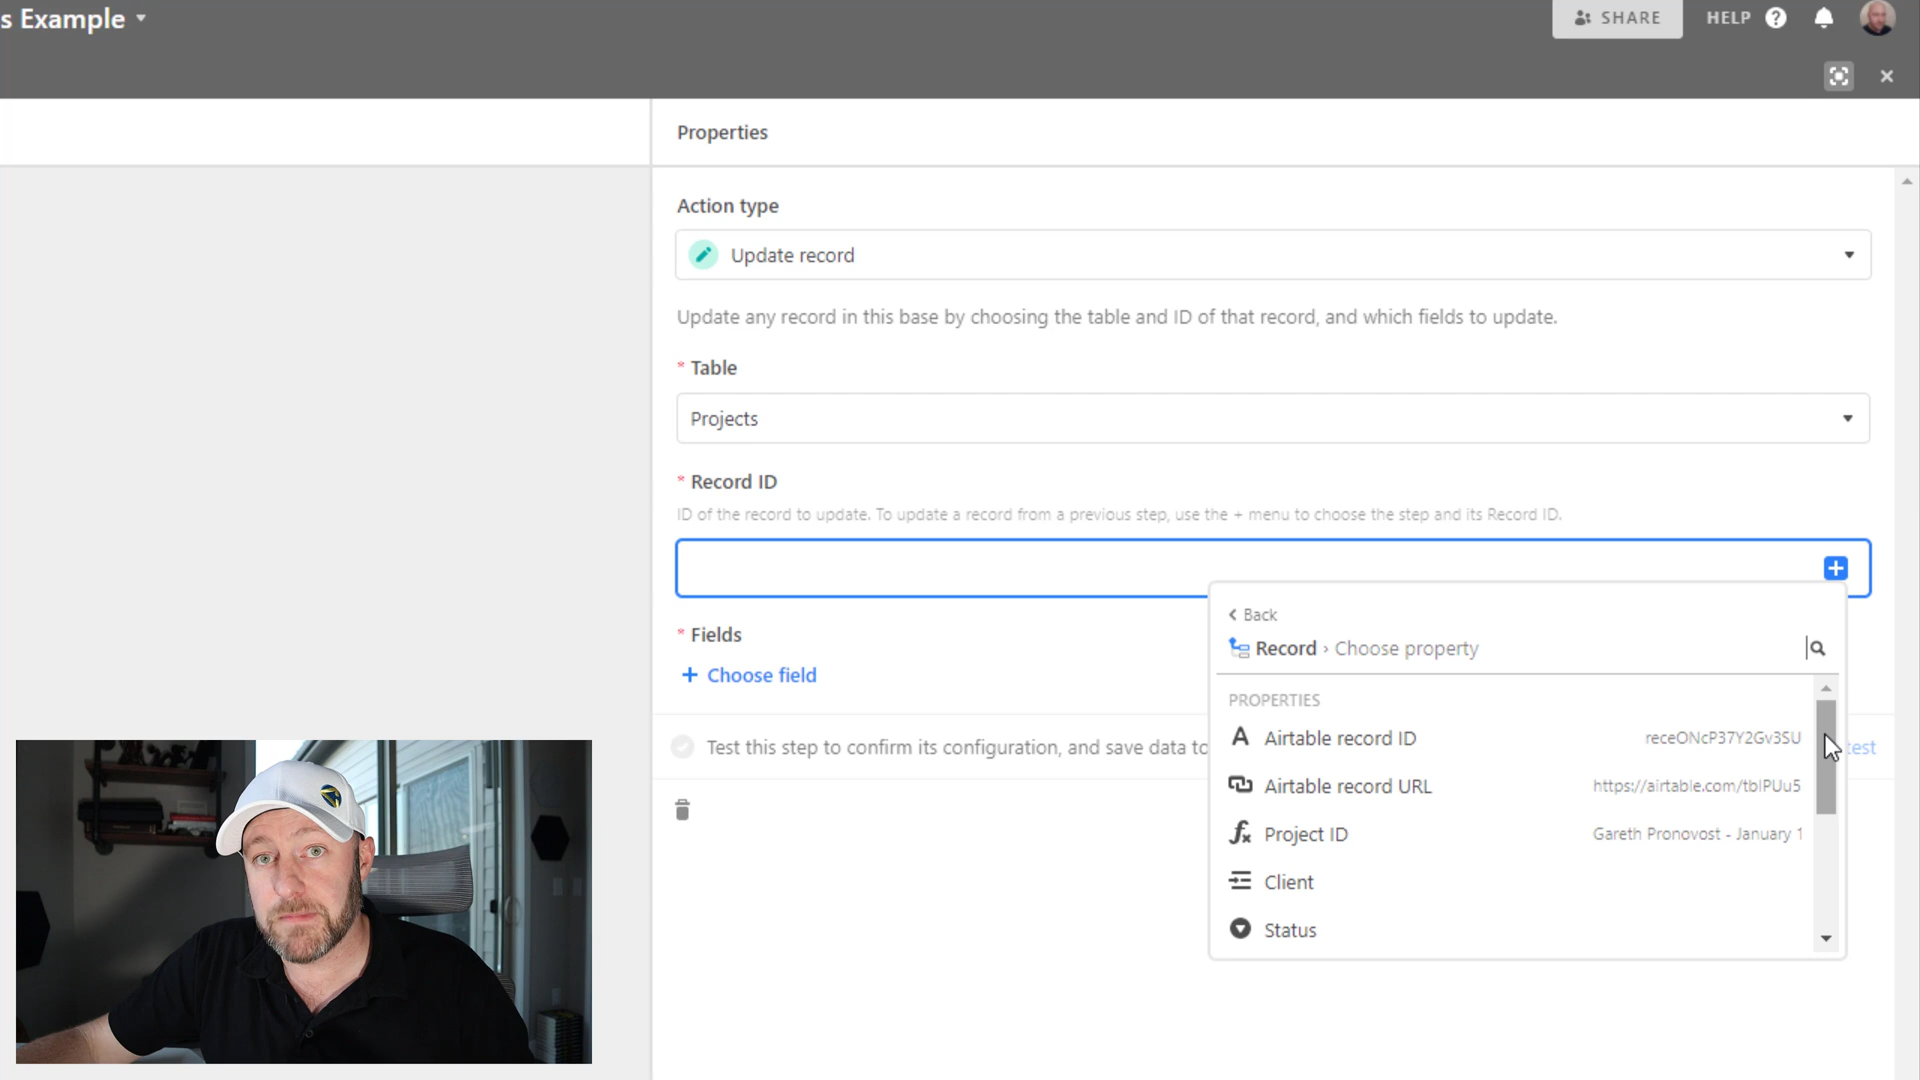 s Example
SHARE
HELP
Properties
Action type
Update record
Update any record in this base by choosing the table and ID of that record, and which fields to update.
* Table
Projects
* Record ID
ID of the record to update. To update a record from a previous step, use the + menu to choose the step and its Record ID.
* Fields
+ Choose field
Test this step to confirm its configuration, and save data to
test
Back
Record › Choose property
PROPERTIES
Airtable record ID receONcP37Y2Gv3SU
Airtable record URL https://airtable.com/tblPUu5
Project ID Gareth Pronovost - January 1
Client
Status